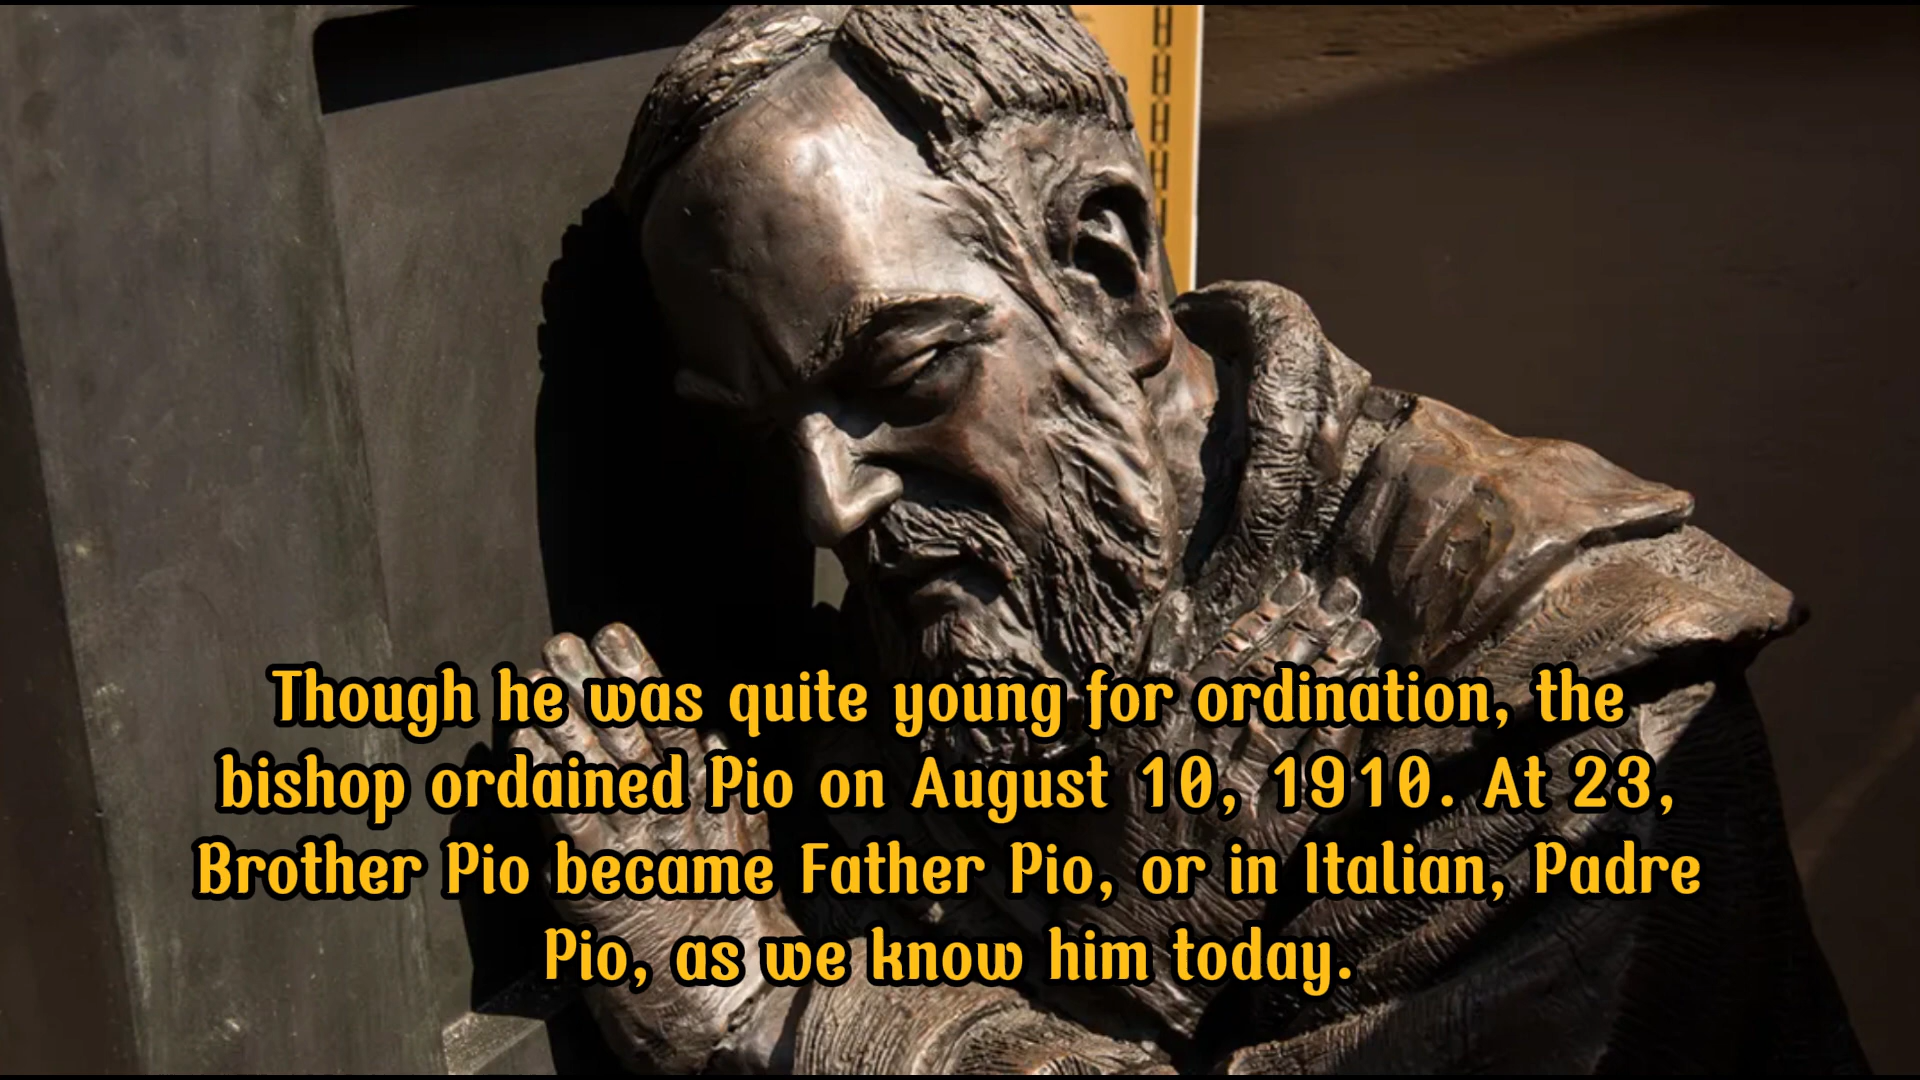 Though he was quite young for ordination, the
bishop ordained Pio on August 10, 1910. At 23,
Brother Pio became Father Pio, or in Italian, Padre
Pio, as we know him today.